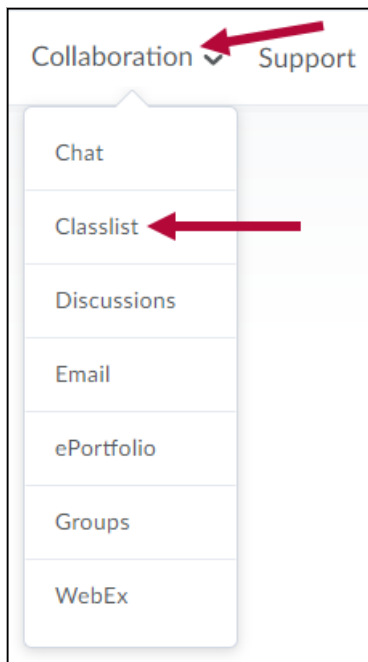 Collaboration Support
Chat
Classlist
Discussions
Email
ePortfolio
Groups
WebEx